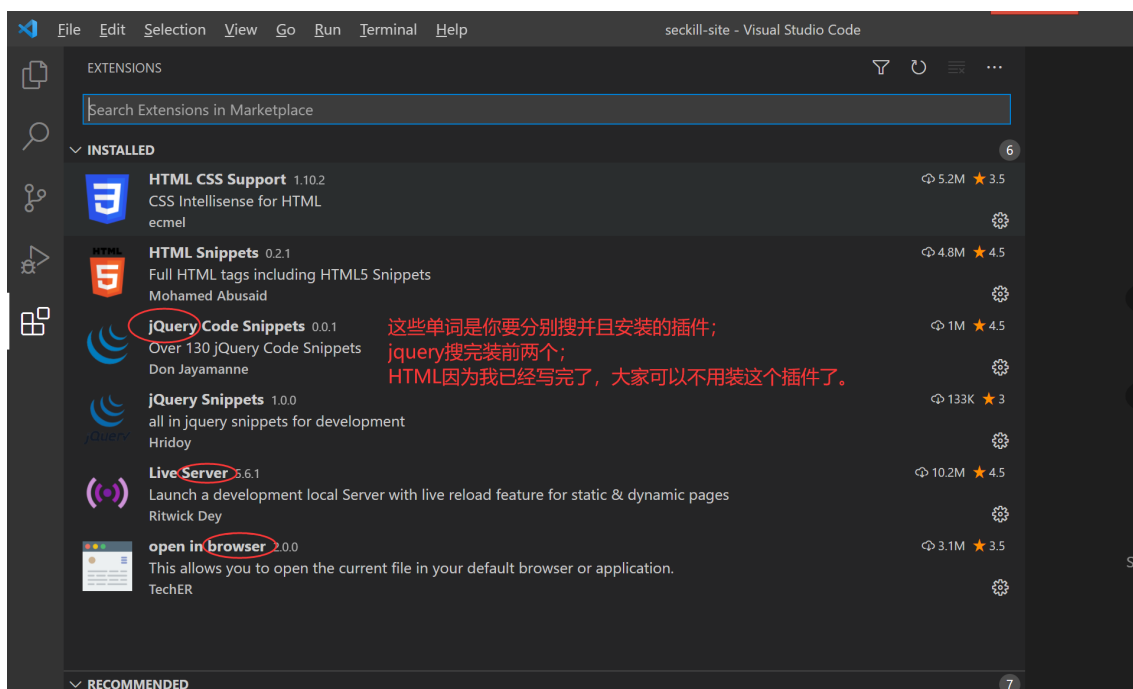 File Edit Selection View Go Run Terminal Help seckill-site - Visual Studio Code
EXTENSIONS
Search Extensions in Marketplace
INSTALLED 6
HTML CSS Support 1.10.2 5.2M 3.5
CSS Intellisense for HTML
ecmel
HTML Snippets 0.2.1 4.8M 4.5
Full HTML tags including HTML5 Snippets
Mohamed Abusaid
jQuery Code Snippets 0.0.1 1M 4.5
Over 130 jQuery Code Snippets
Don Jayamanne
这些单词是你要分别搜并且安装的插件；
jquery搜完装前两个；
HTML因为我已经写完了，大家可以不用装这个插件了。
jQuery Snippets 1.0.0 133K 3
all in jquery snippets for development
Hridoy
jQuery
Live Server 5.6.1 10.2M 4.5
Launch a development local Server with live reload feature for static & dynamic pages
Ritwick Dey
open in browser 2.0.0 3.1M 3.5
This allows you to open the current file in your default browser or application.
TechER
RECOMMENDED 7